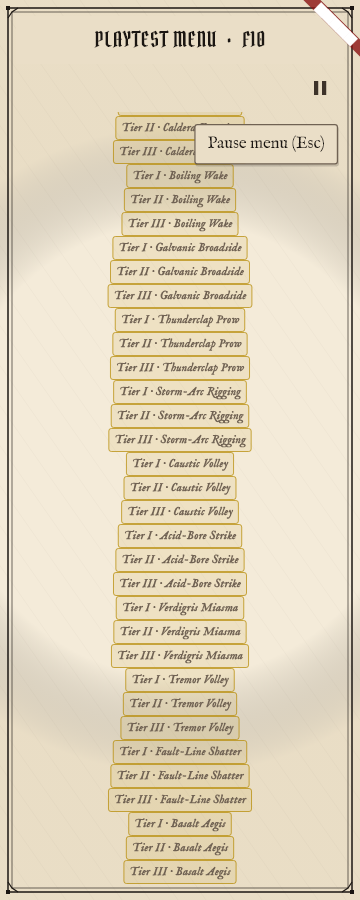 PLAYTEST MENU · F10
Tier II · Caldera
Pause menu (Esc)
Tier III ·
Tier I · Boiling Wake
Tier II · Boiling Wake
Tier III · Boiling Wake
Tier I · Galvanic Broadside
Tier II · Galvanic Broadside
Tier III · Galvanic Broadside
Tier I · Thunderclap Prow
Tier II · Thunderclap Prow
Tier III · Thunderclap Prow
Tier I · Storm-Arc Rigging
Tier II · Storm-Arc Rigging
Tier III · Storm-Arc Rigging
Tier I · Caustic Volley
Tier II · Caustic Volley
Tier III · Caustic Volley
Tier I · Acid-Bore Strike
Tier II · Acid-Bore Strike
Tier III · Acid-Bore Strike
Tier I · Verdigris Miasma
Tier II · Verdigris Miasma
Tier III · Verdigris Miasma
Tier I · Tremor Volley
Tier II · Tremor Volley
Tier III · Tremor Volley
Tier I · Fault-Line Shatter
Tier II · Fault-Line Shatter
Tier III · Fault-Line Shatter
Tier I · Basalt Aegis
Tier II · Basalt Aegis
Tier III · Basalt Aegis